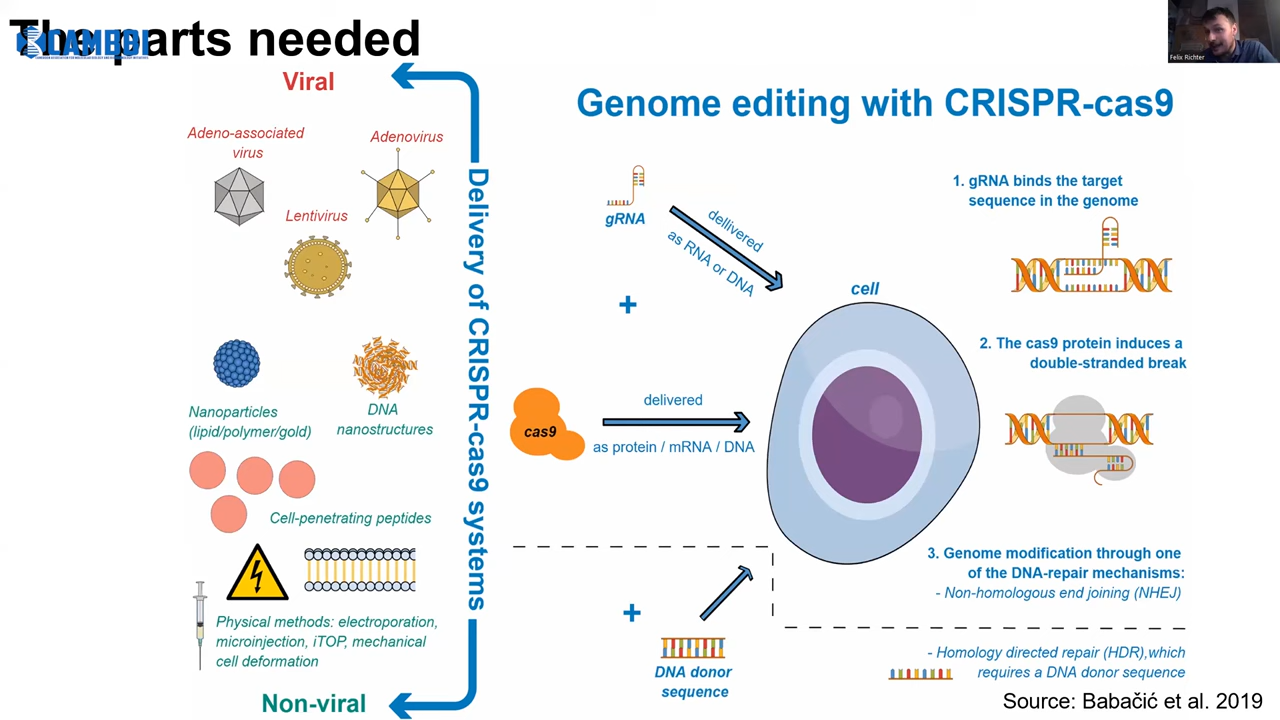 The parts needed
CAMEBI
Felix Richter
Viral
Adeno-associated
virus
Adenovirus
Lentivirus
Nanoparticles
(lipid/polymer/gold)
DNA
nanostructures
Cell-penetrating peptides
Physical methods: electroporation,
microinjection, iTOP, mechanical
cell deformation
Non-viral
Delivery of CRISPR-cas9 systems
Genome editing with CRISPR-cas9
gRNA
delivered
as RNA or DNA
+
cell
cas9
delivered
as protein / mRNA / DNA
+
DNA donor
sequence
1. gRNA binds the target
sequence in the genome
2. The cas9 protein induces a
double-stranded break
3. Genome modification through one
of the DNA-repair mechanisms:
- Non-homologous end joining (NHEJ)
- Homology directed repair (HDR),which
requires a DNA donor sequence
Source: Babačić et al. 2019